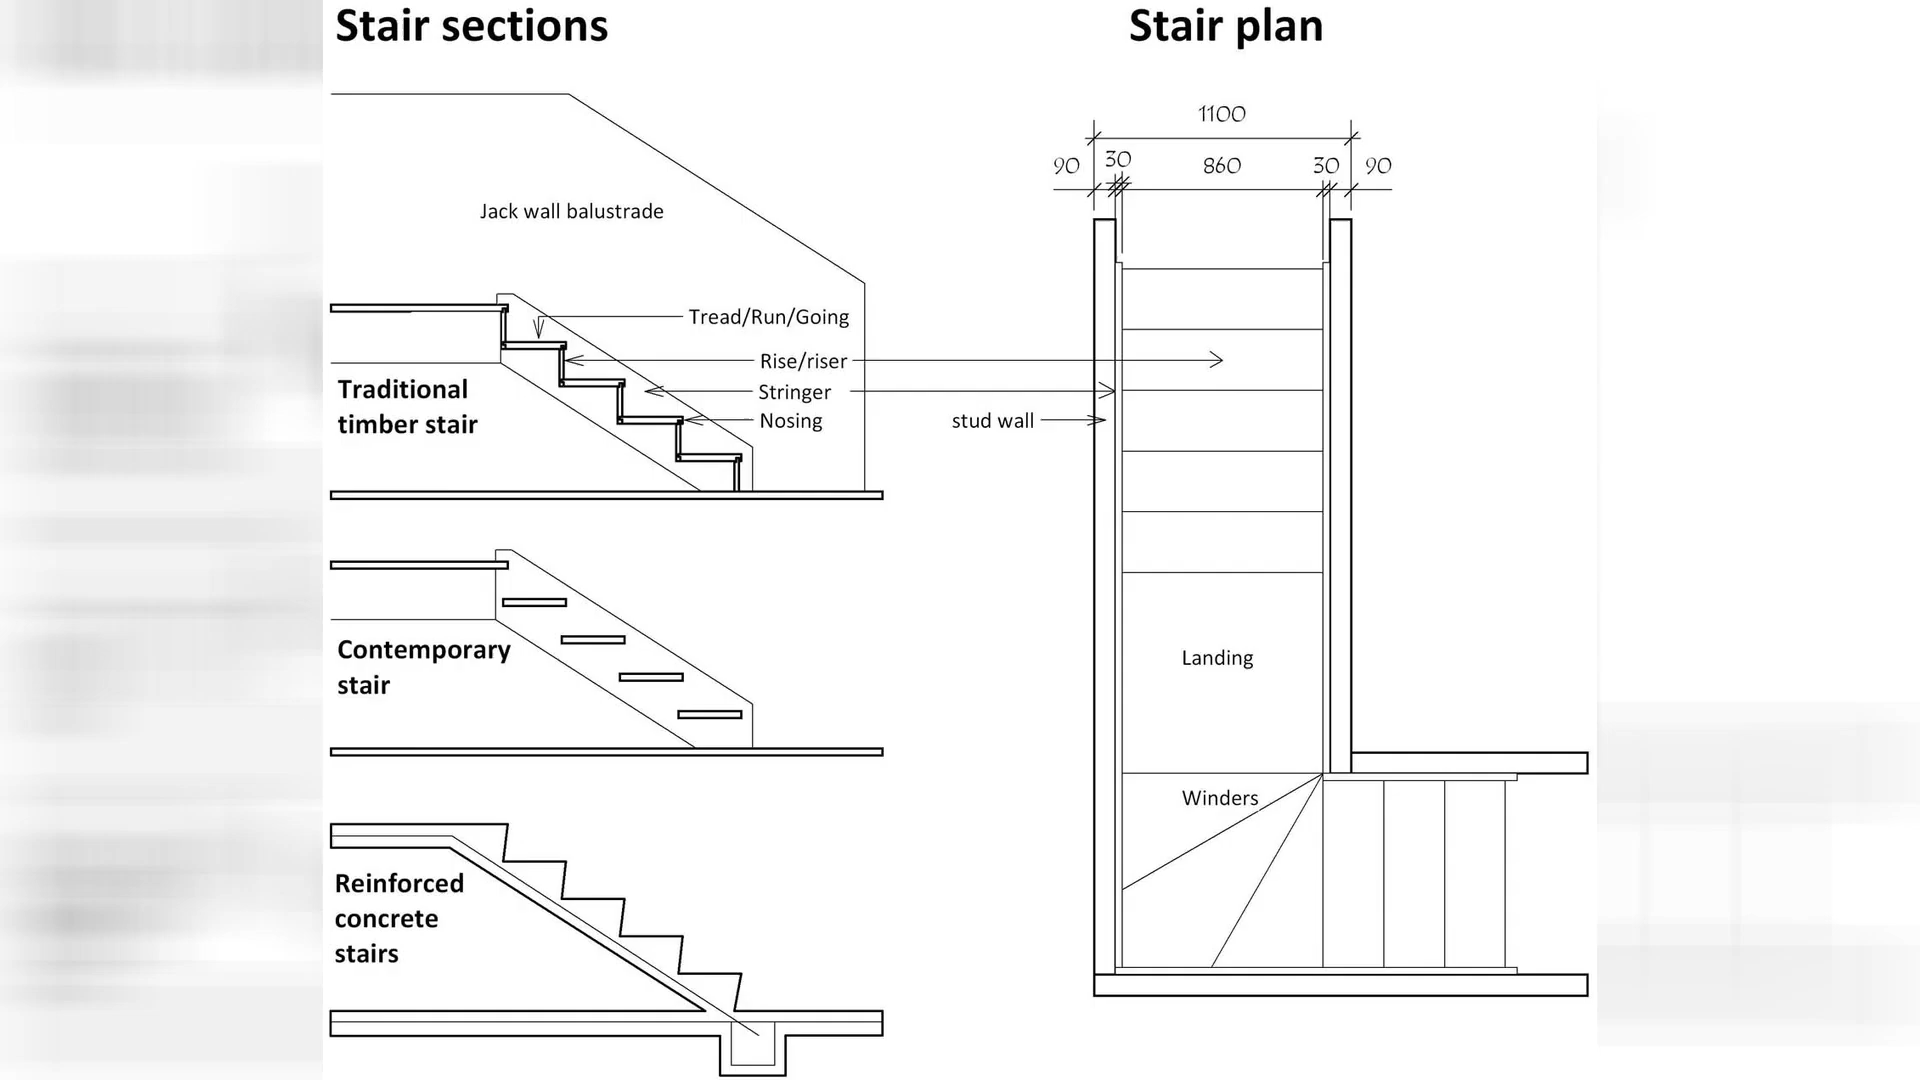 Stair sections
Stair plan
1100
90
30
860
30
90
Jack wall balustrade
Tread/Run/Going
Rise/riser
Stringer
Nosing
stud wall
Traditional
timber stair
Contemporary
stair
Landing
Winders
Reinforced
concrete
stairs